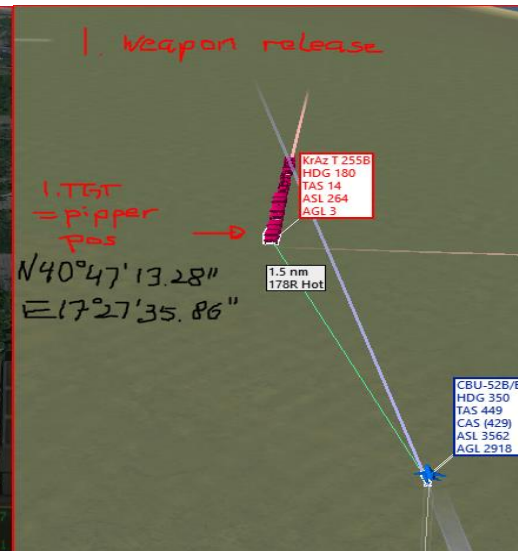 1. Weapon release
KrAz T 255B
HDG 180
TAS 14
ASL 264
AGL 3
1. TGT
= pipper
pos
N40°47'13.28"
E17°27'35.86"
1.5 nm
178R Hot
CBU-52B/B
HDG 350
TAS 449
CAS (429)
ASL 3562
AGL 2918